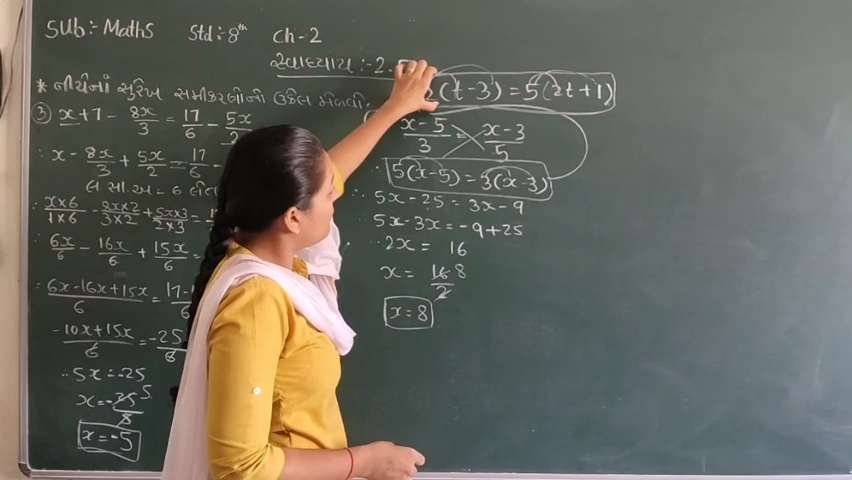 Sub:- Maths Std:- 8th Ch-2
સ્વાધ્યાય :- 2.
* નીચેનાં સુરેખ સમીકરણોનો ઉકેલ મેળવો.
③ x+7 - 8x/3 = 17/6 - 5x/2
∴ x - 8x/3 + 5x/2 = 17/6 -
લ.સા.અ = 6
∴ x×6/1×6 - 8x×2/3×2 + 5x×3/2×3 =
∴ 6x/6 - 16x/6 + 15x/6 =
∴ 6x-16x+15x/6 = 17-
-10x+15x/6 = -25/6
∴ 5x = -25
x = -25/5
x = -5
2(t-3) = 5(2t+1)
x-5/3 = x-3/5
∴ 5(x-5) = 3(x-3)
∴ 5x-25 = 3x-9
5x-3x = -9+25
∴ 2x = 16
x = 16/2 8
x = 8